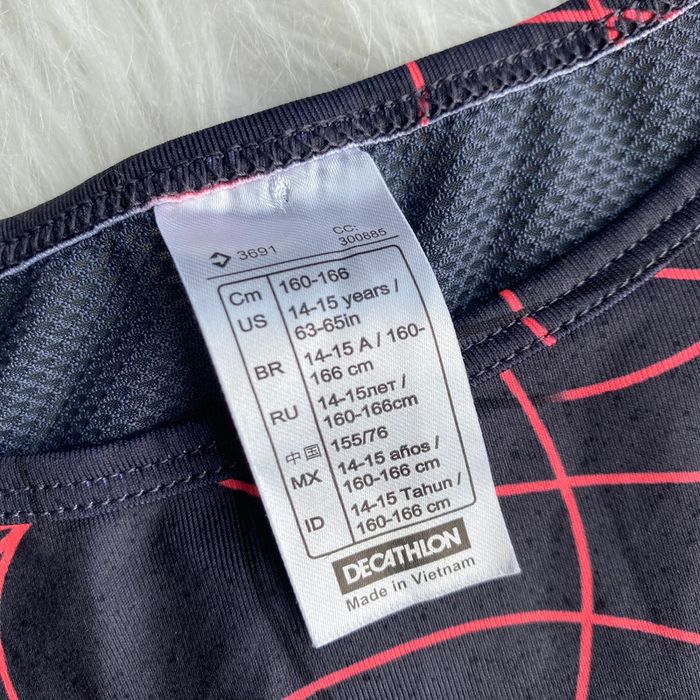 3691
CC:
300885
Cm 160-166
US 14-15 years /
63-65in
BR 14-15 A / 160-
166 cm
RU 14-15лет /
160-166cm
中国 155/76
MX 14-15 años /
160-166 cm
ID 14-15 Tahun /
160-166 cm
DECATHLON
Made in Vietnam